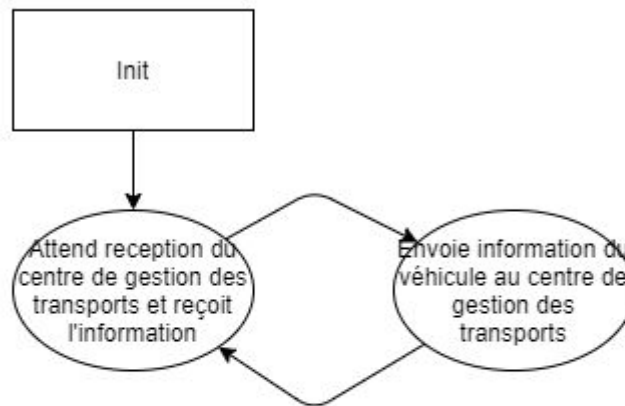 Init
Attend reception du
centre de gestion des
transports et reçoit
l'information
Envoie information du
véhicule au centre de
gestion des
transports